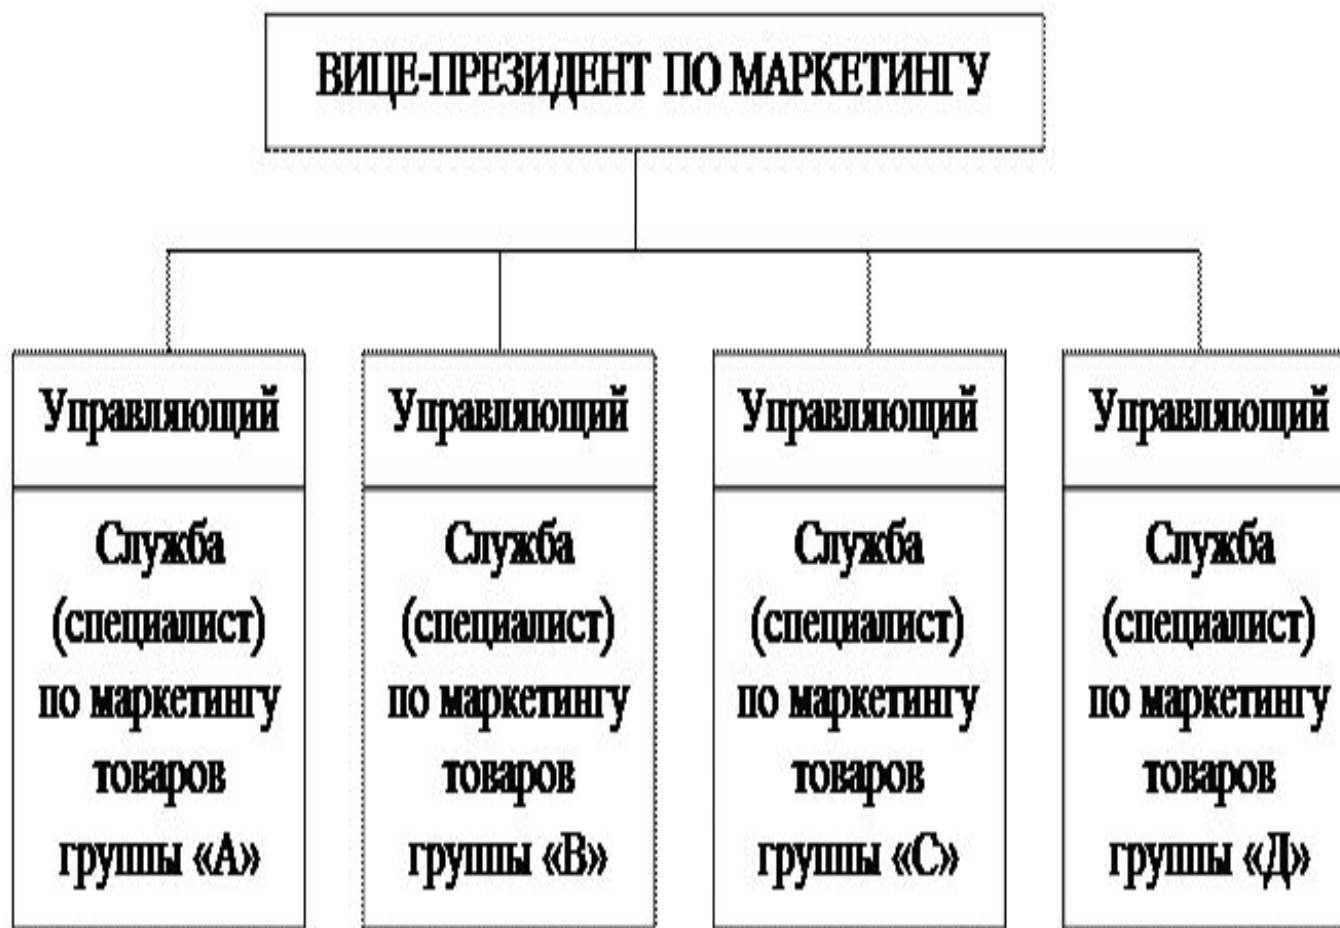 ВИЦЕ-ПРЕЗИДЕНТ ПО МАРКЕТИНГУ
Управляющий
Служба
(специалист)
по маркетингу
товаров
группы «А»
Управляющий
Служба
(специалист)
по маркетингу
товаров
группы «В»
Управляющий
Служба
(специалист)
по маркетингу
товаров
группы «С»
Управляющий
Служба
(специалист)
по маркетингу
товаров
группы «Д»